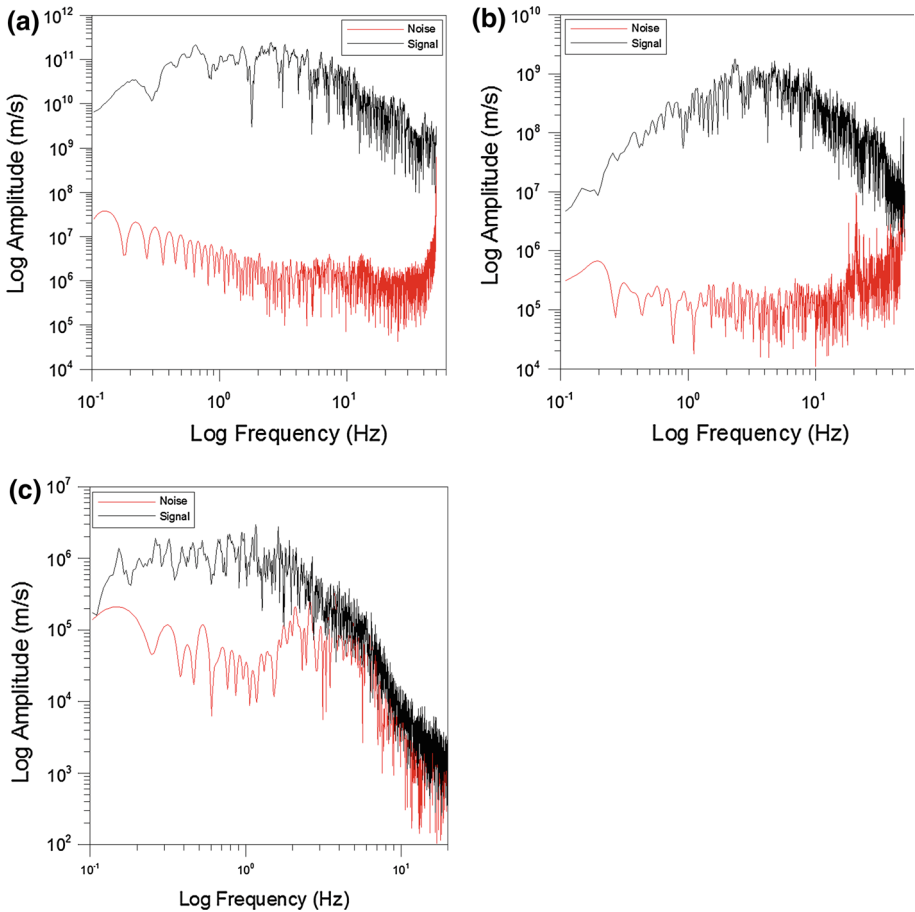 (a)
10¹²
10¹¹
10¹⁰
10⁹
10⁸
10⁷
10⁶
10⁵
10⁴
Log Amplitude (m/s)
Noise
Signal
10⁻¹ 10⁰ 10¹
Log Frequency (Hz)
(b)
10¹⁰
10⁹
10⁸
10⁷
10⁶
10⁵
10⁴
Log Amplitude (m/s)
Noise
Signal
10⁻¹ 10⁰ 10¹
Log Frequency (Hz)
(c)
10⁷
10⁶
10⁵
10⁴
10³
10²
Log Amplitude (m/s)
Noise
Signal
10⁻¹ 10⁰ 10¹
Log Frequency (Hz)